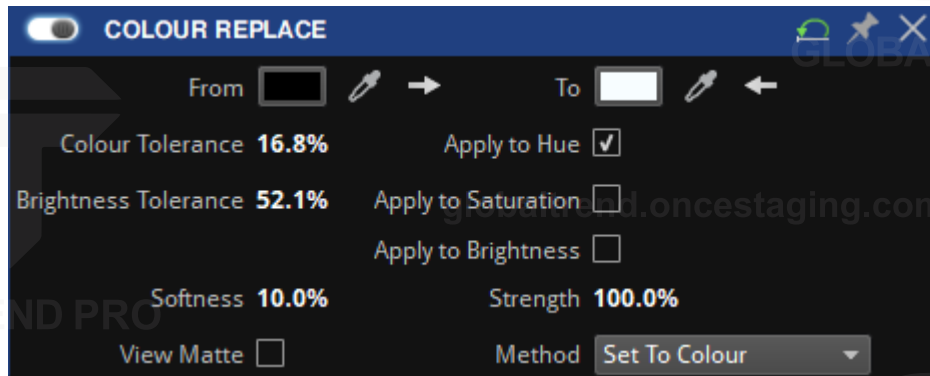 COLOUR REPLACE
GLOBA
From To
Colour Tolerance 16.8% Apply to Hue
Brightness Tolerance 52.1% Apply to Saturation
globaltrend.oncestaging.com
Apply to Brightness
Softness 10.0% Strength 100.0%
ND PRO
View Matte Method Set To Colour